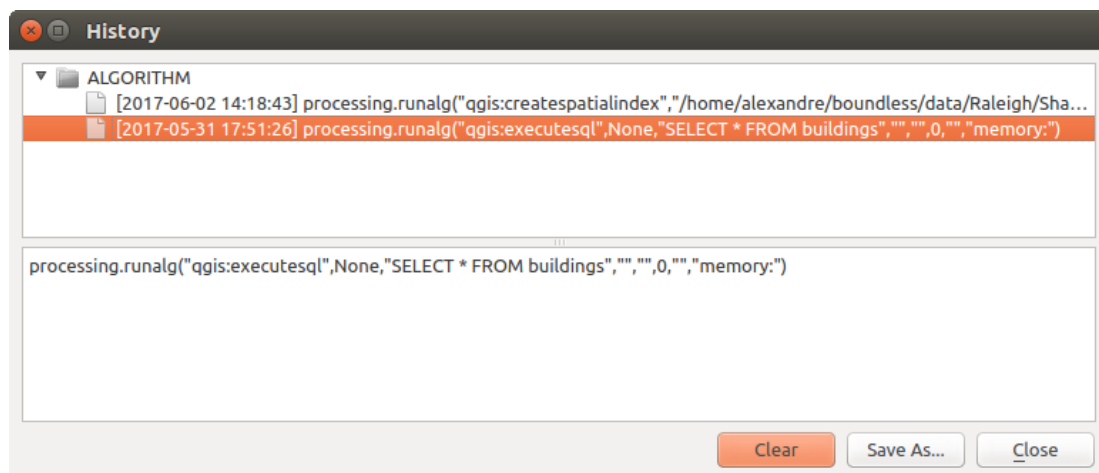 History
ALGORITHM
[2017-06-02 14:18:43] processing.runalg("qgis:createspatialindex","/home/alexandre/boundless/data/Raleigh/Sha...
[2017-05-31 17:51:26] processing.runalg("qgis:executesql",None,"SELECT * FROM buildings","","",0,"","memory:")
processing.runalg("qgis:executesql",None,"SELECT * FROM buildings","","",0,"","memory:")
Clear Save As... Close